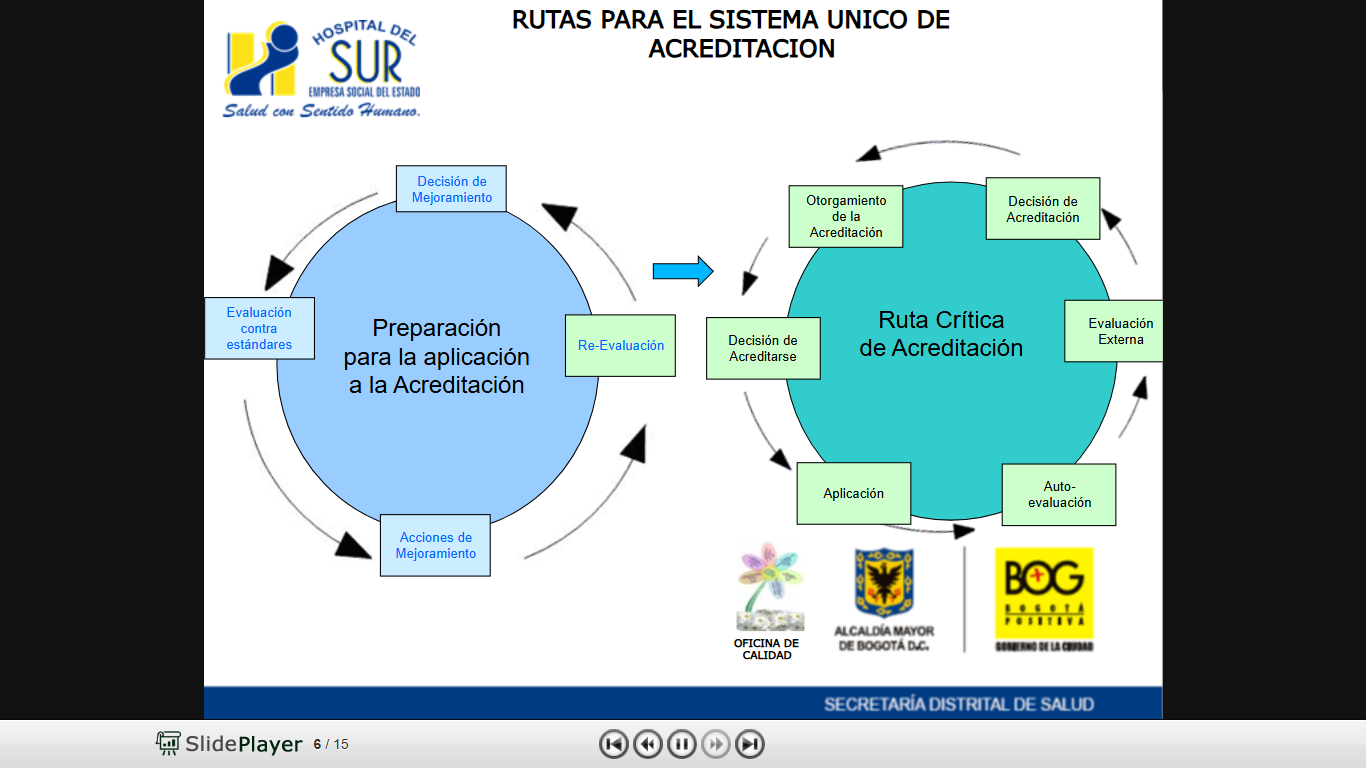 RUTAS PARA EL SISTEMA UNICO DE
ACREDITACION
HOSPITAL DEL
SUR
EMPRESA SOCIAL DEL ESTADO
Salud con Sentido Humano.
Decisión de
Mejoramiento
Evaluación
contra
estándares
Preparación
para la aplicación
a la Acreditación
Re-Evaluación
Acciones de
Mejoramiento
Otorgamiento
de la
Acreditación
Decisión de
Acreditación
Decisión de
Acreditarse
Ruta Crítica
de Acreditación
Evaluación
Externa
Aplicación
Auto-
evaluación
OFICINA DE
CALIDAD
ALCALDÍA MAYOR
DE BOGOTÁ D.C.
BOG
BOGOTÁ
POSITIVA
GOBIERNO DE LA CIUDAD
SECRETARÍA DISTRITAL DE SALUD
SlidePlayer
6 / 15